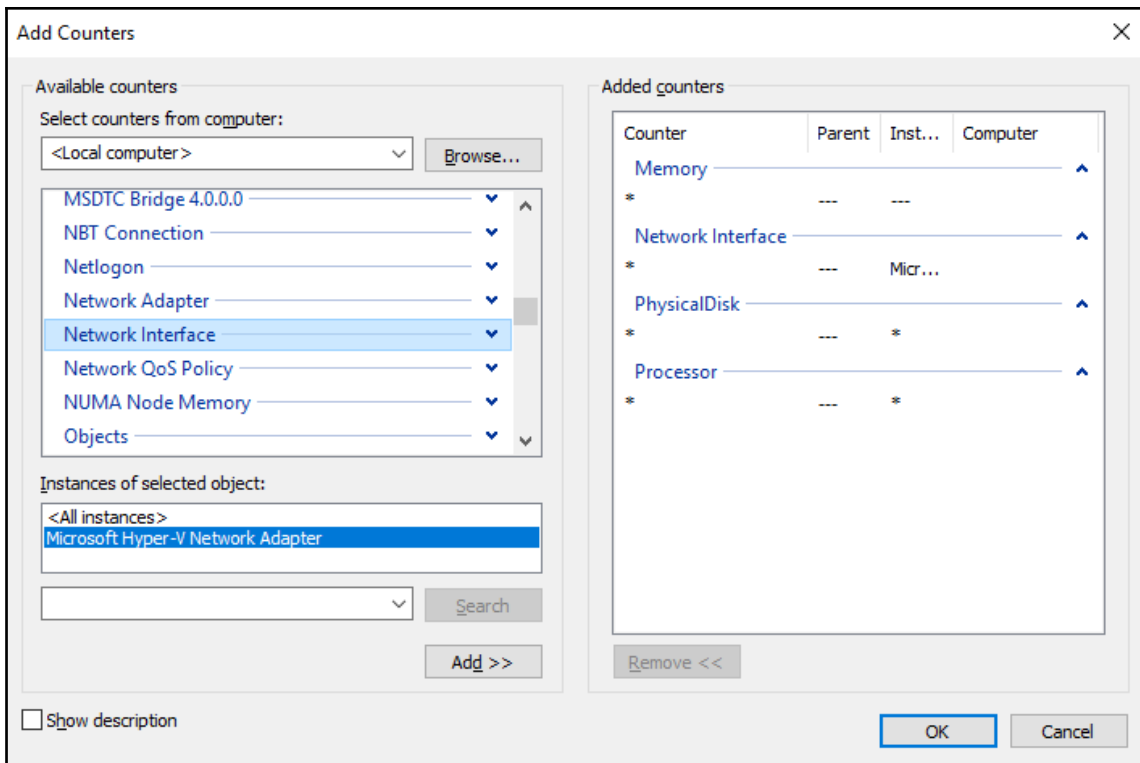 Add Counters
Available counters
Select counters from computer:
<Local computer>
Browse...
MSDTC Bridge 4.0.0.0
NBT Connection
Netlogon
Network Adapter
Network Interface
Network QoS Policy
NUMA Node Memory
Objects
Instances of selected object:
<All instances>
Microsoft Hyper-V Network Adapter
Search
Add >>
Show description
Added counters
Counter Parent Inst... Computer
Memory
* --- ---
Network Interface
* --- Micr...
PhysicalDisk
* --- *
Processor
* --- *
Remove <<
OK Cancel